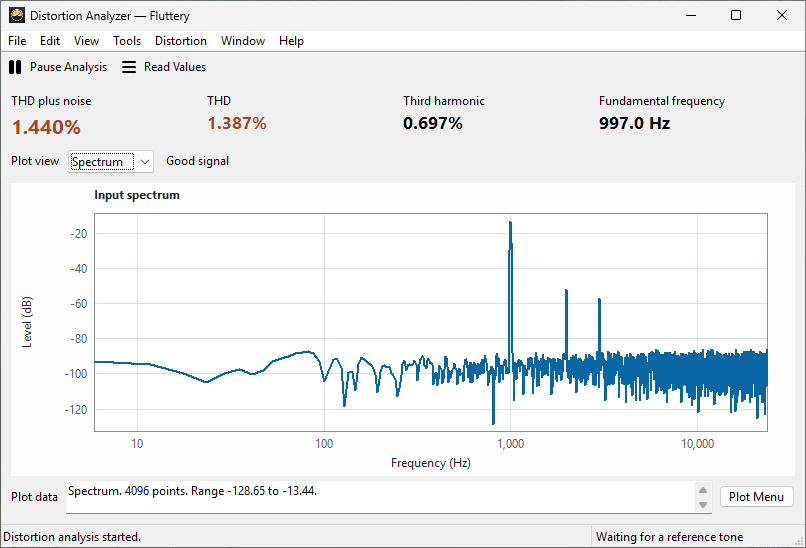 Distortion Analyzer — Fluttery
File Edit View Tools Distortion Window Help
Pause Analysis Read Values
THD plus noise THD Third harmonic Fundamental frequency
1.440% 1.387% 0.697% 997.0 Hz
Plot view Spectrum Good signal
Input spectrum
-20
-40
-60
-80
-100
-120
Level (dB)
10 100 1,000 10,000
Frequency (Hz)
Plot data Spectrum. 4096 points. Range -128.65 to -13.44. Plot Menu
Distortion analysis started. Waiting for a reference tone